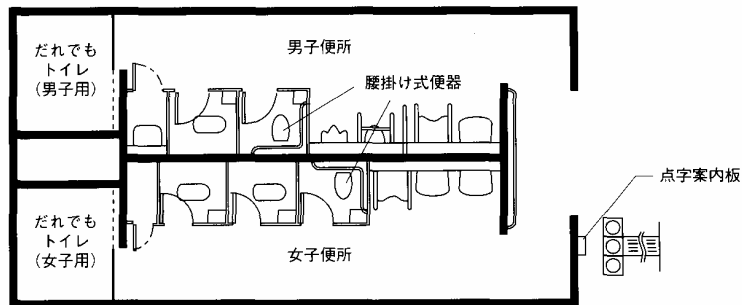 だれでも
トイレ
(男子用)
男子便所
腰掛け式便器
点字案内板
だれでも
トイレ
(女子用)
女子便所